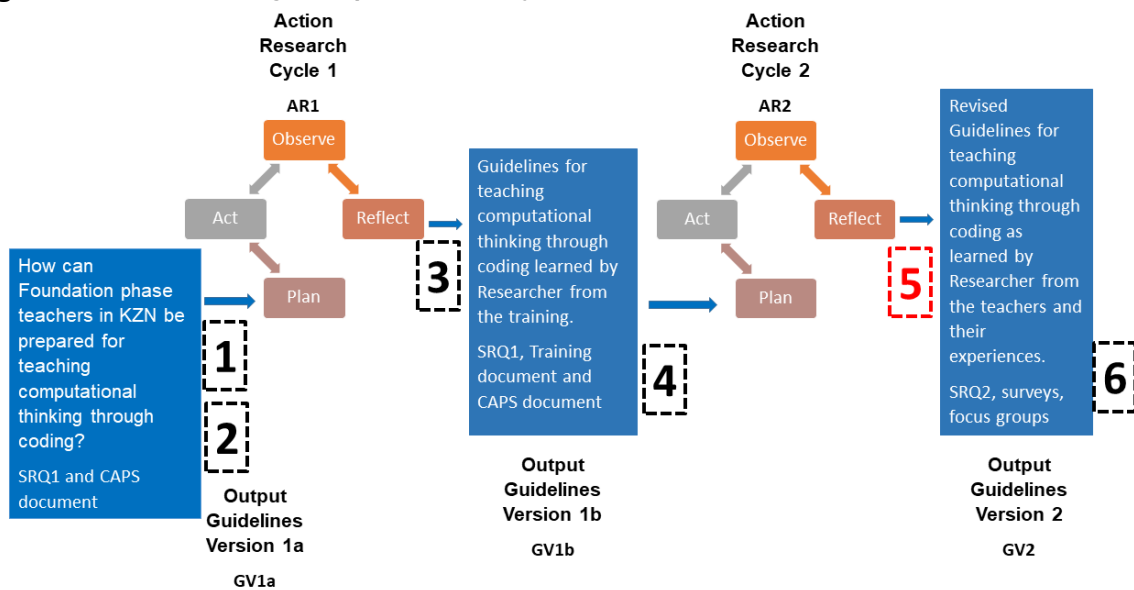 Action
Research
Cycle 1
AR1
Observe
Act
Reflect
Plan
How can
Foundation phase
teachers in KZN be
prepared for
teaching
computational
thinking through
coding?
SRQ1 and CAPS
document
1
2
Output
Guidelines
Version 1a
GV1a
3
Guidelines for
teaching
computational
thinking through
coding learned by
Researcher from
the training.
SRQ1, Training
document and
CAPS document
4
Output
Guidelines
Version 1b
GV1b
Action
Research
Cycle 2
AR2
Observe
Act
Reflect
Plan
5
Revised
Guidelines for
teaching
computational
thinking through
coding as
learned by
Researcher from
the teachers and
their
experiences.
SRQ2, surveys,
focus groups
6
Output
Guidelines
Version 2
GV2